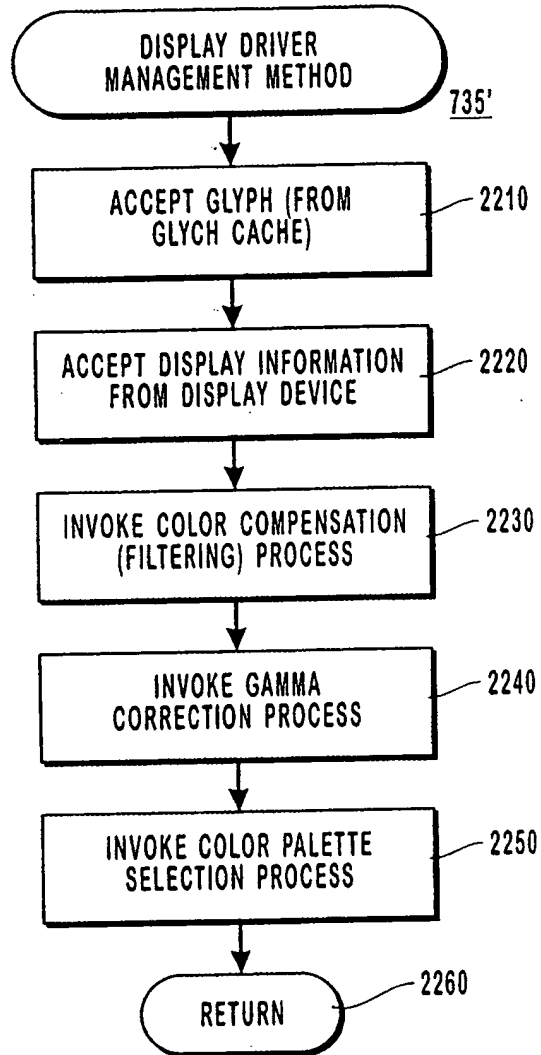 DISPLAY DRIVER
MANAGEMENT METHOD
735'
ACCEPT GLYPH (FROM
GLYCH CACHE)
2210
ACCEPT DISPLAY INFORMATION
FROM DISPLAY DEVICE
2220
INVOKE COLOR COMPENSATION
(FILTERING) PROCESS
2230
INVOKE GAMMA
CORRECTION PROCESS
2240
INVOKE COLOR PALETTE
SELECTION PROCESS
2250
RETURN
2260